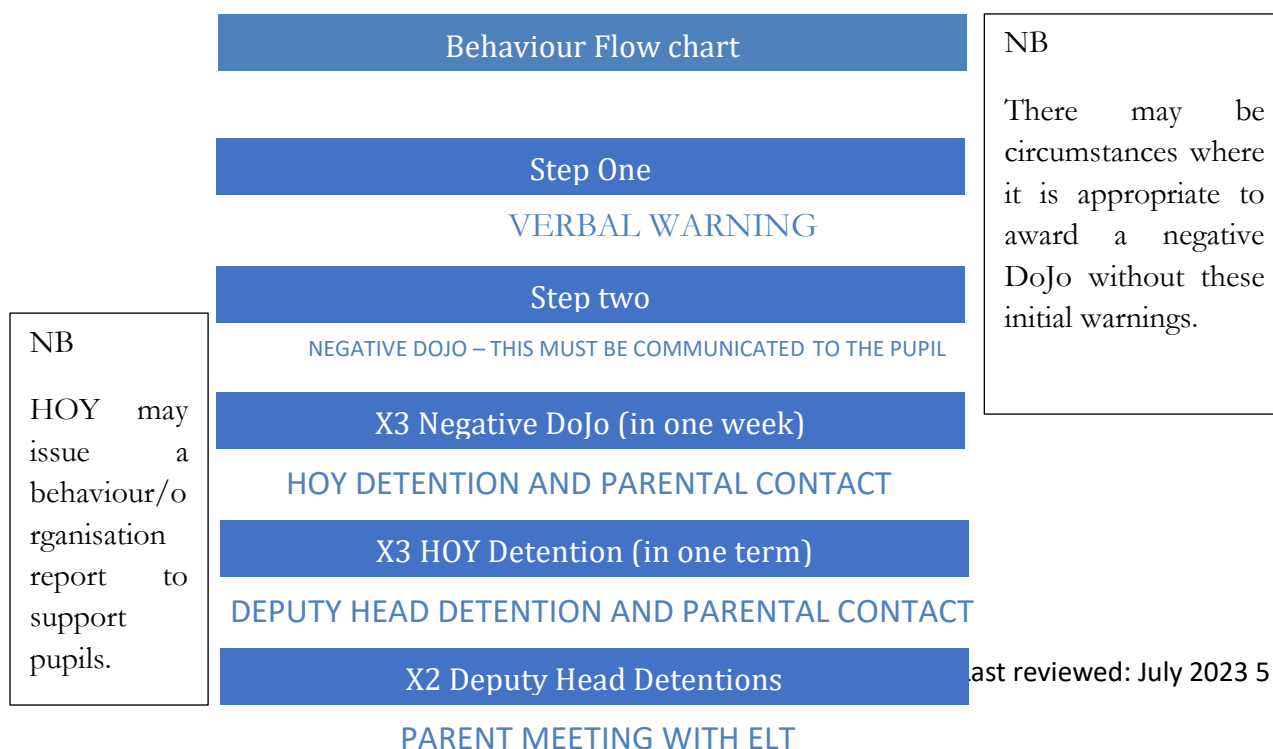 Behaviour Flow chart
NB
There may be
circumstances where
it is appropriate to
award a negative
DoJo without these
initial warnings.
Step One
VERBAL WARNING
Step two
NEGATIVE DOJO – THIS MUST BE COMMUNICATED TO THE PUPIL
NB
HOY may
issue a
behaviour/o
rganisation
report to
support
pupils.
X3 Negative DoJo (in one week)
HOY DETENTION AND PARENTAL CONTACT
X3 HOY Detention (in one term)
DEPUTY HEAD DETENTION AND PARENTAL CONTACT
X2 Deputy Head Detentions
ast reviewed: July 2023 5
PARENT MEETING WITH ELT